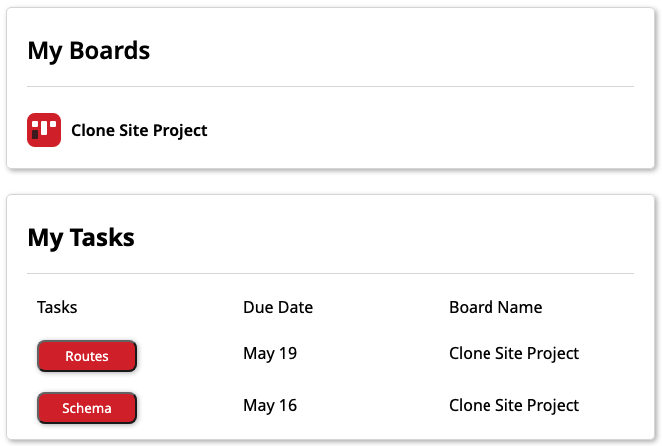 My Boards
Clone Site Project
My Tasks
Tasks Due Date Board Name
Routes May 19 Clone Site Project
Schema May 16 Clone Site Project